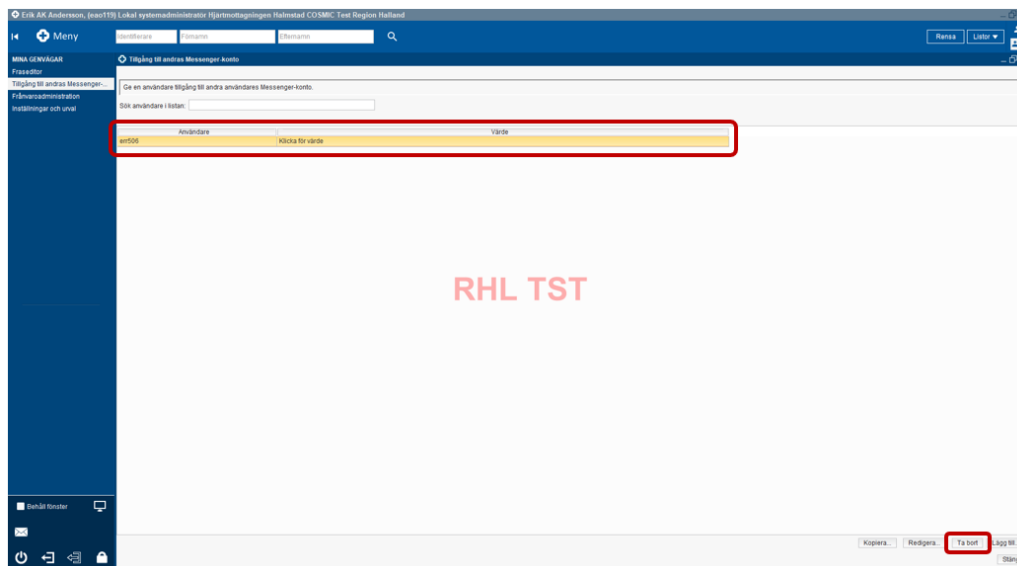 Erik AK Andersson, (eao119) Lokal systemadministratör Hjärtmottagningen Halmstad COSMIC Test Region Halland
Meny
Identifierare Förnamn Efternamn
Rensa Listor
MINA GENVÄGAR
Fraseditor
Tillgång till andras Messenger-...
Frånvaroadministration
Inställningar och urval
Tillgång till andras Messenger-konto
Ge en användare tillgång till andra användares Messenger-konto.
Sök användare i listan:
Användare Värde
err506 Klicka för värde
RHL TST
Behåll fönster
Kopiera... Redigera... Ta bort Lägg till...
Stäng